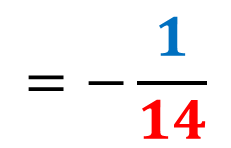 = - 1/14